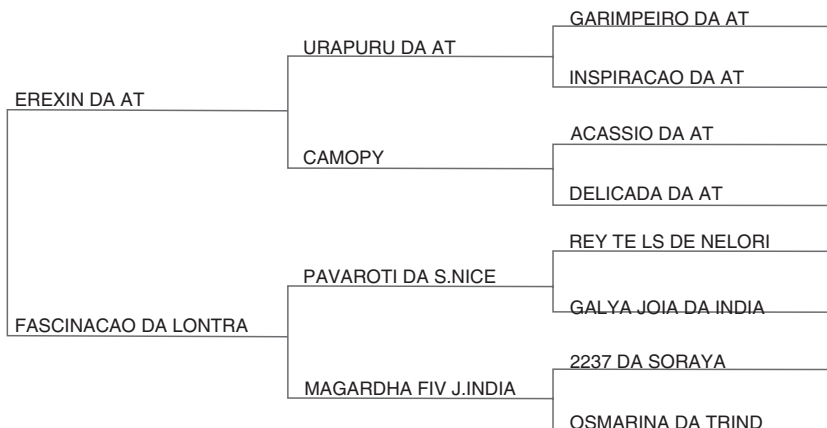 GARIMPEIRO DA AT
URAPURU DA AT
INSPIRACAO DA AT
EREXIN DA AT
ACASSIO DA AT
CAMOPY
DELICADA DA AT
REY TE LS DE NELORI
PAVAROTI DA S.NICE
GALYA JOIA DA INDIA
FASCINACAO DA LONTRA
2237 DA SORAYA
MAGARDHA FIV J.INDIA
OSMARINA DA TRIND